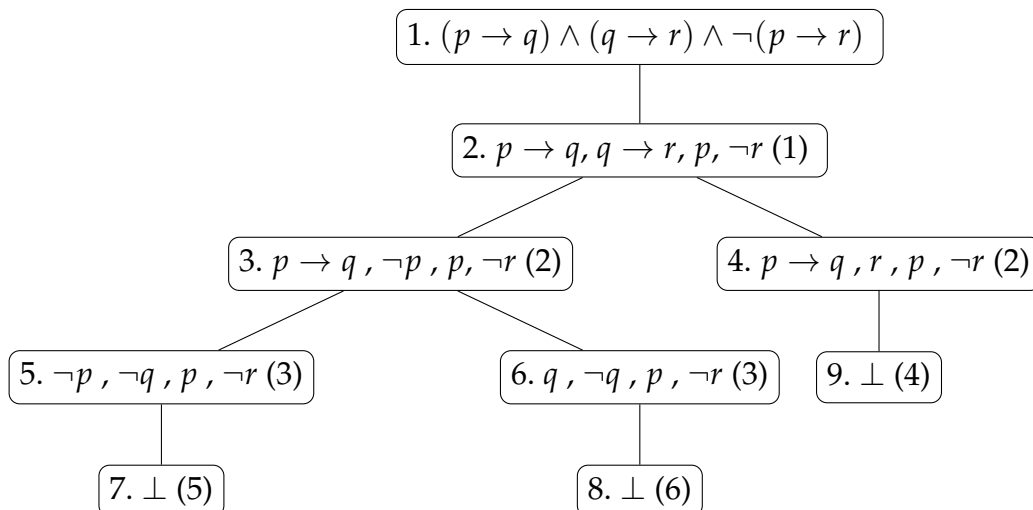 1. (p → q) ∧ (q → r) ∧ ¬(p → r)
2. p → q, q → r, p, ¬r (1)
3. p → q , ¬p , p, ¬r (2)
4. p → q , r , p , ¬r (2)
5. ¬p , ¬q , p , ¬r (3)
6. q , ¬q , p , ¬r (3)
9. ⊥ (4)
7. ⊥ (5)
8. ⊥ (6)